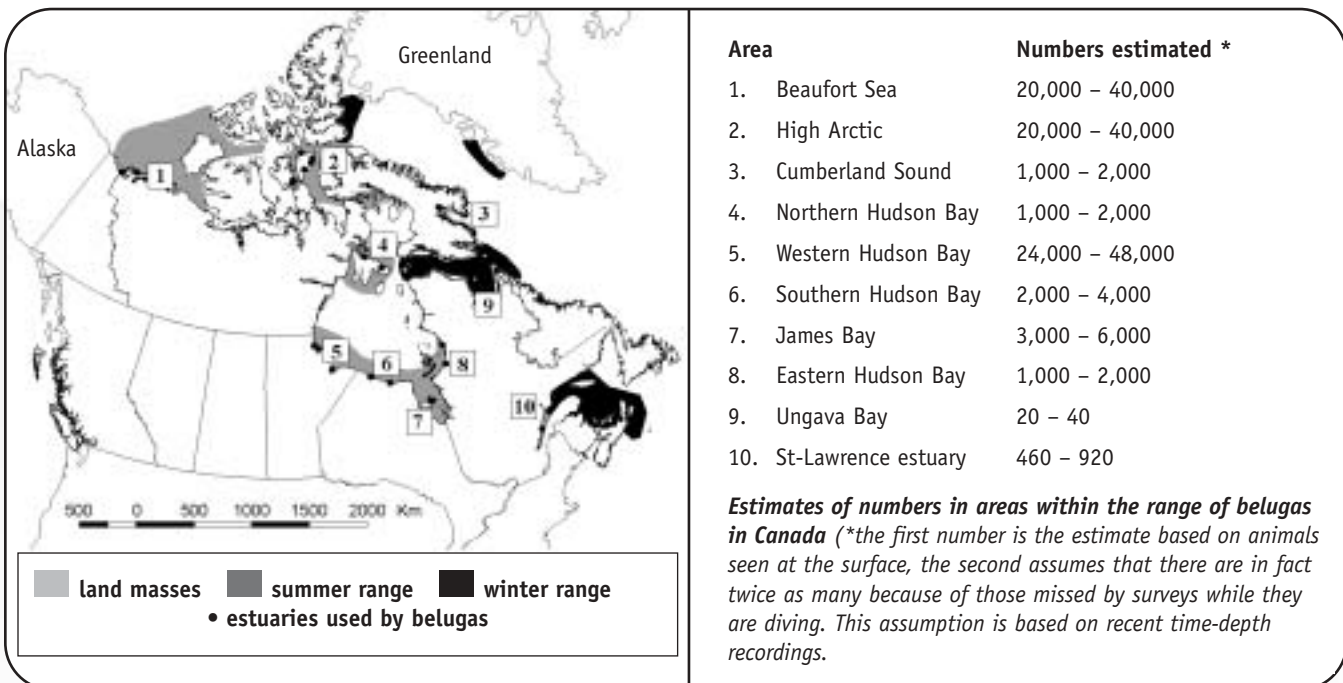 Greenland
Alaska
1
2
3
4
5
6
7
8
9
10
500 0 500 1000 1500 2000 Km
land masses summer range winter range
• estuaries used by belugas
Area Numbers estimated *
1. Beaufort Sea 20,000 – 40,000
2. High Arctic 20,000 – 40,000
3. Cumberland Sound 1,000 – 2,000
4. Northern Hudson Bay 1,000 – 2,000
5. Western Hudson Bay 24,000 – 48,000
6. Southern Hudson Bay 2,000 – 4,000
7. James Bay 3,000 – 6,000
8. Eastern Hudson Bay 1,000 – 2,000
9. Ungava Bay 20 – 40
10. St-Lawrence estuary 460 – 920
Estimates of numbers in areas within the range of belugas
in Canada (*the first number is the estimate based on animals
seen at the surface, the second assumes that there are in fact
twice as many because of those missed by surveys while they
are diving. This assumption is based on recent time-depth
recordings.